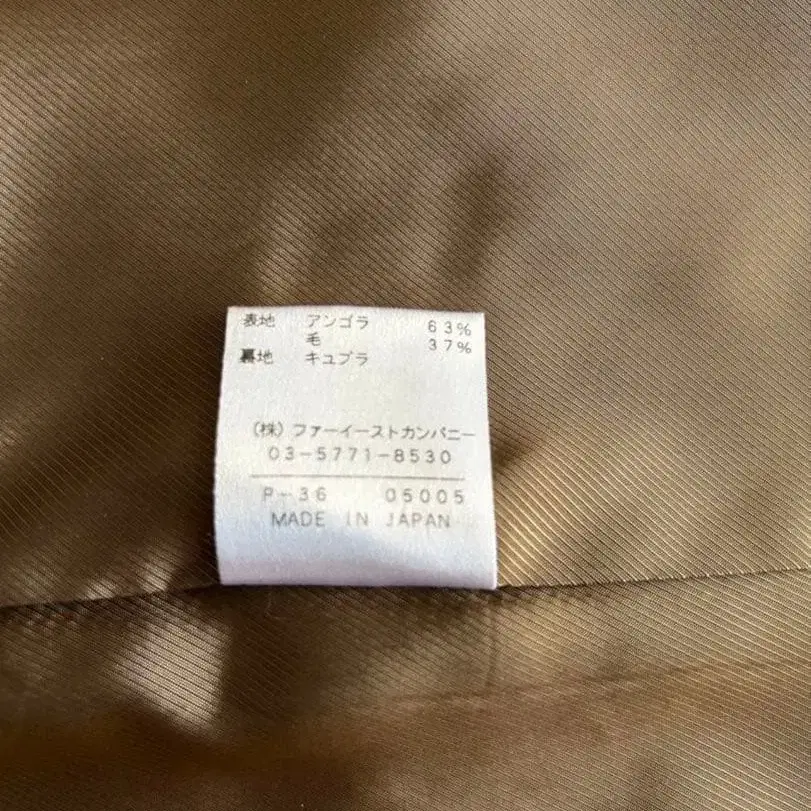 表地 アンゴラ 63%
毛 37%
裏地 キュプラ
(株) ファーイーストカンパニー
03-5771-8530
P-36 05005
MADE IN JAPAN